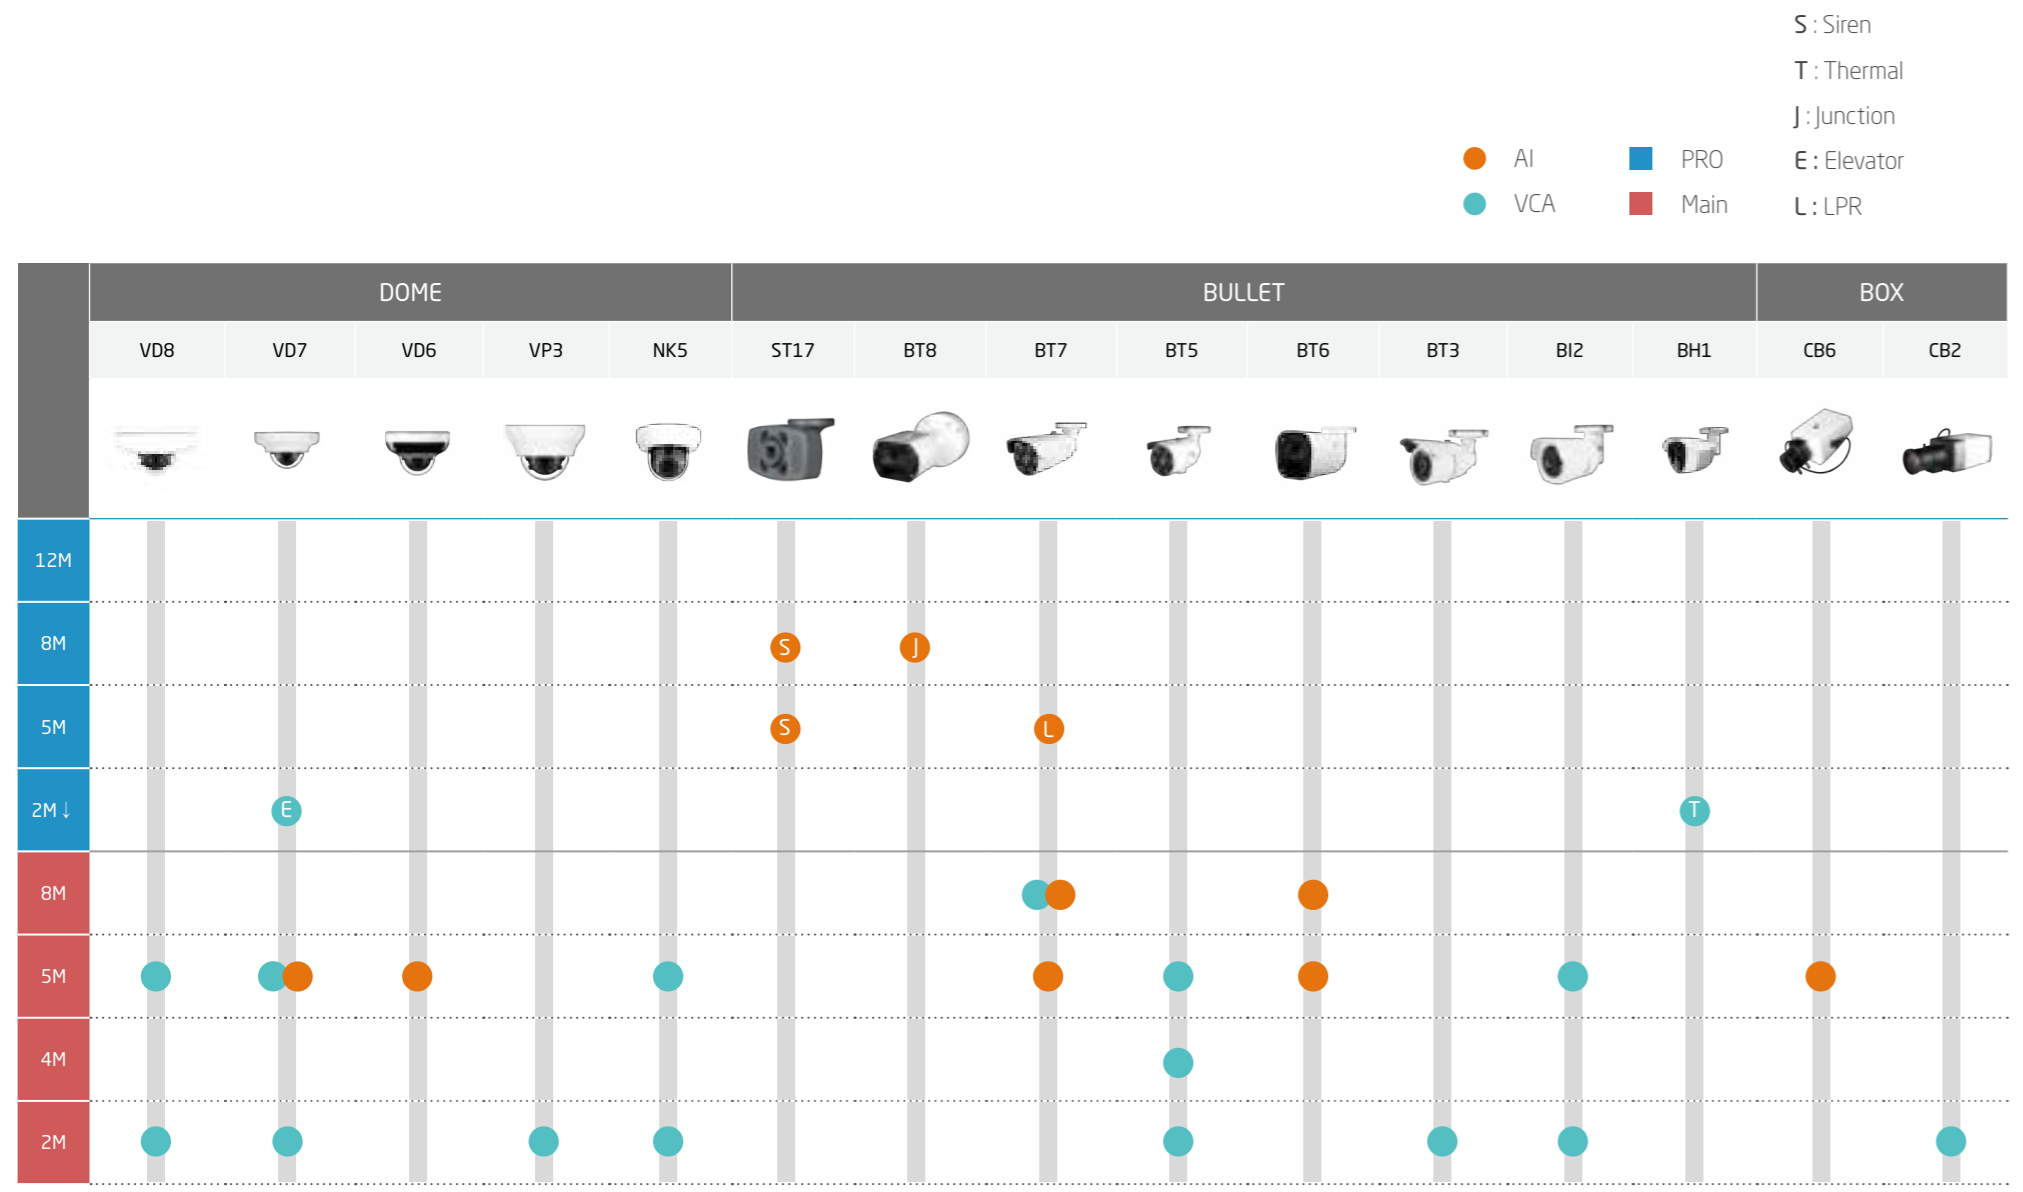 S : Siren
T : Thermal
J : Junction
AI PRO E : Elevator
VCA Main L : LPR
DOME BULLET BOX
VD8 VD7 VD6 VP3 NK5 ST17 BT8 BT7 BT5 BT6 BT3 BI2 BH1 CB6 CB2
12M
8M S J
5M S L
2M ↓ E T
8M
5M
4M
2M